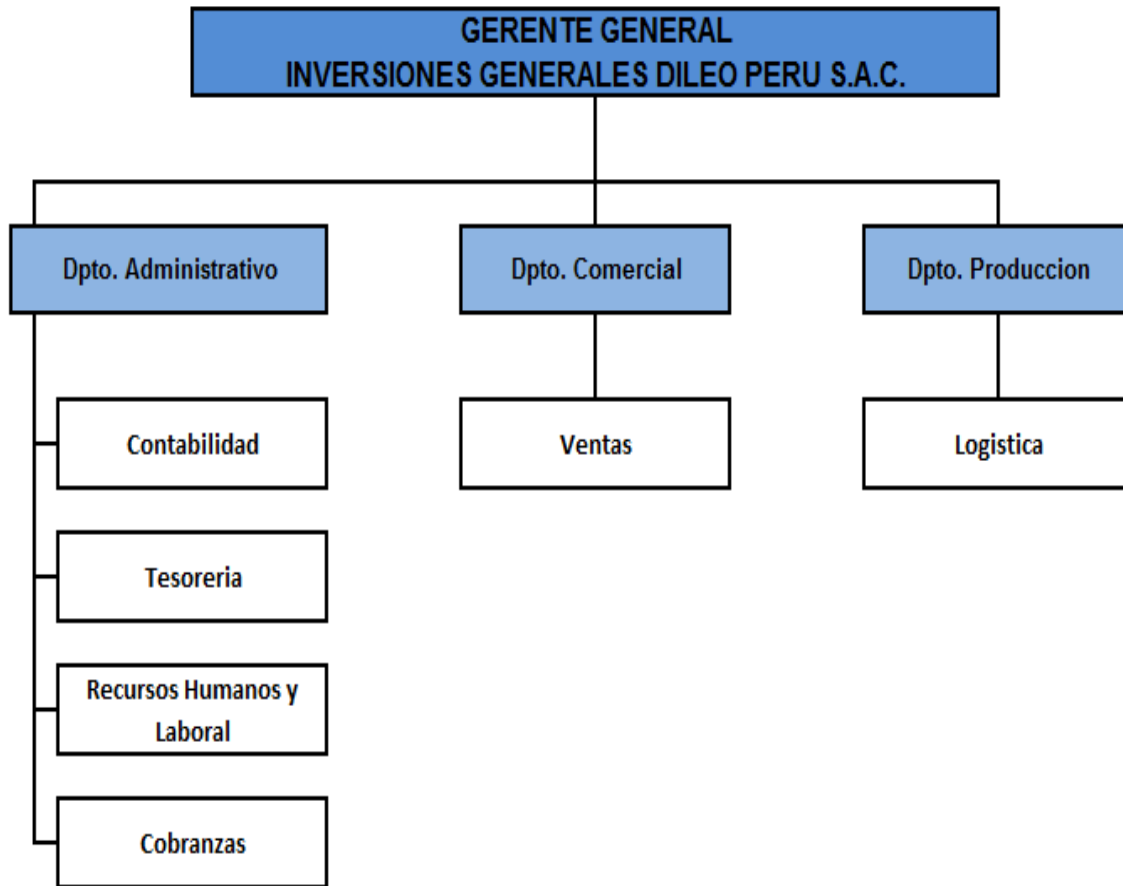 GERENTE GENERAL
INVERSIONES GENERALES DILEO PERU S.A.C.
Dpto. Administrativo
Dpto. Comercial
Dpto. Produccion
Contabilidad
Ventas
Logistica
Tesoreria
Recursos Humanos y
Laboral
Cobranzas